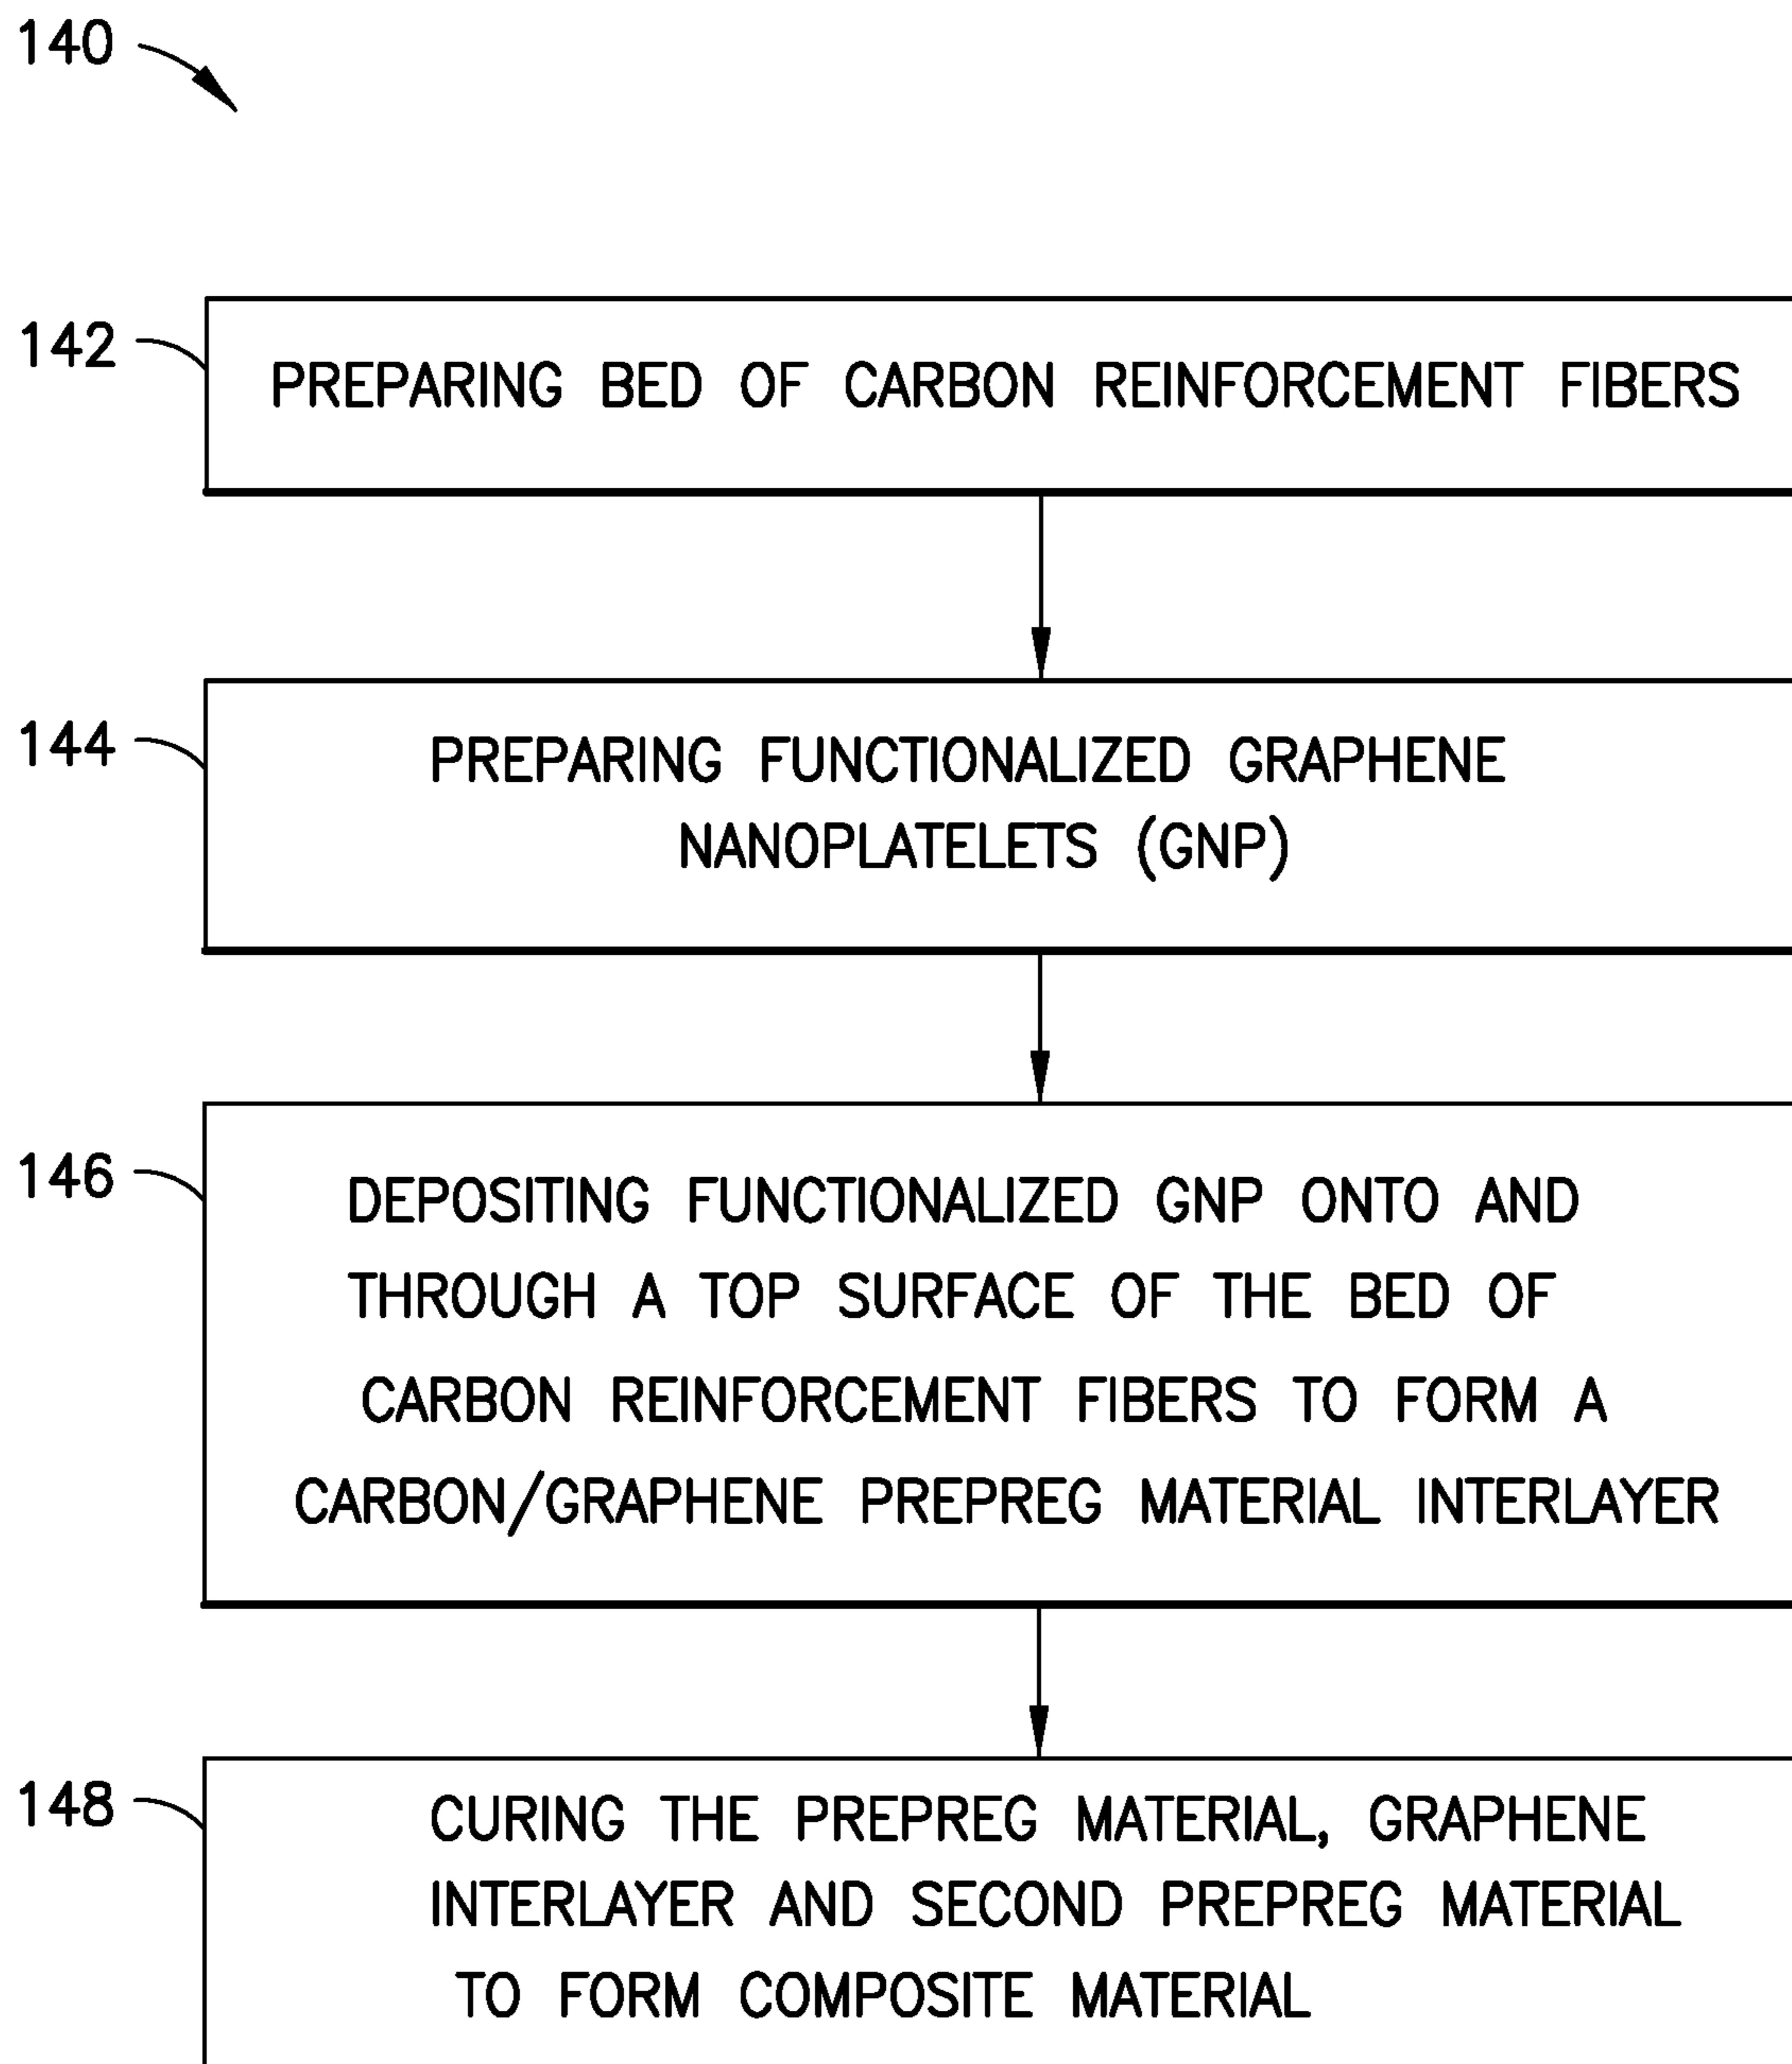 140
142
PREPARING BED OF CARBON REINFORCEMENT FIBERS
144
PREPARING FUNCTIONALIZED GRAPHENE
NANOPLATELETS (GNP)
146
DEPOSITING FUNCTIONALIZED GNP ONTO AND
THROUGH A TOP SURFACE OF THE BED OF
CARBON REINFORCEMENT FIBERS TO FORM A
CARBON/GRAPHENE PREPREG MATERIAL INTERLAYER
148
CURING THE PREPREG MATERIAL, GRAPHENE
INTERLAYER AND SECOND PREPREG MATERIAL
TO FORM COMPOSITE MATERIAL